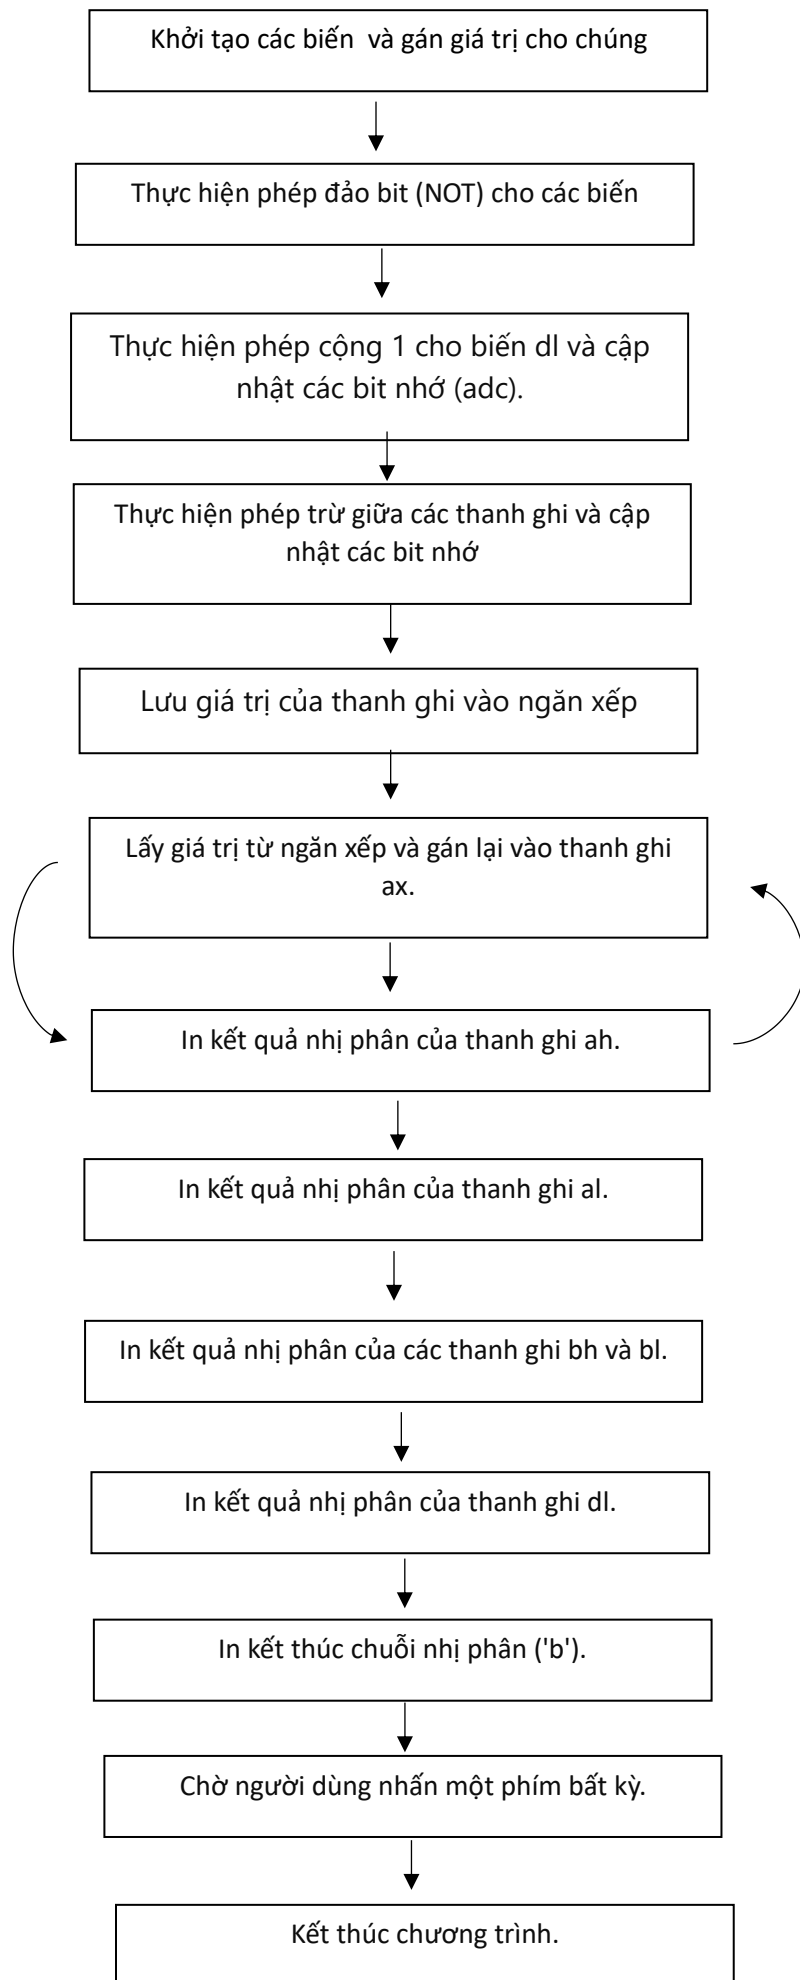 Khởi tạo các biến và gán giá trị cho chúng
Thực hiện phép đảo bit (NOT) cho các biến
Thực hiện phép cộng 1 cho biến dl và cập
nhật các bit nhớ (adc).
Thực hiện phép trừ giữa các thanh ghi và cập
nhật các bit nhớ
Lưu giá trị của thanh ghi vào ngăn xếp
Lấy giá trị từ ngăn xếp và gán lại vào thanh ghi
ax.
In kết quả nhị phân của thanh ghi ah.
In kết quả nhị phân của thanh ghi al.
In kết quả nhị phân của các thanh ghi bh và bl.
In kết quả nhị phân của thanh ghi dl.
In kết thúc chuỗi nhị phân ('b').
Chờ người dùng nhấn một phím bất kỳ.
Kết thúc chương trình.